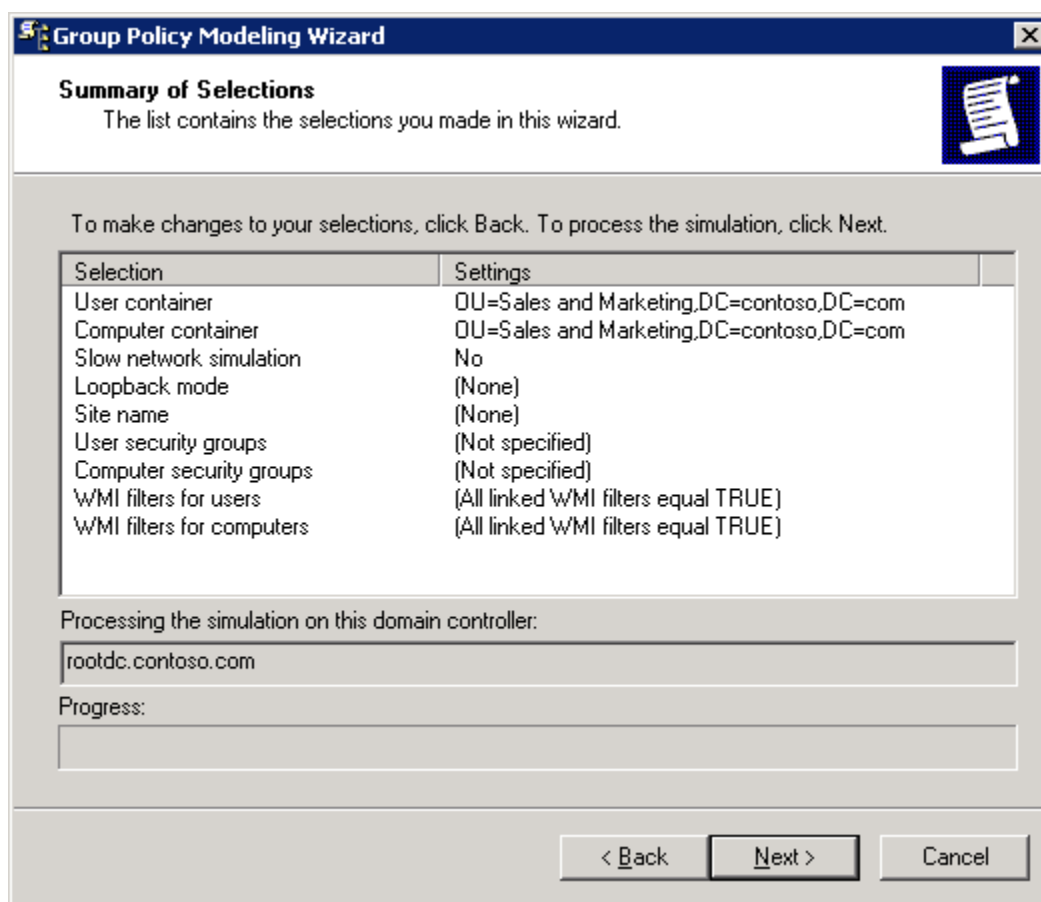 Group Policy Modeling Wizard
Summary of Selections
The list contains the selections you made in this wizard.
To make changes to your selections, click Back. To process the simulation, click Next.
Selection Settings
User container OU=Sales and Marketing,DC=contoso,DC=com
Computer container OU=Sales and Marketing,DC=contoso,DC=com
Slow network simulation No
Loopback mode (None)
Site name (None)
User security groups (Not specified)
Computer security groups (Not specified)
WMI filters for users (All linked WMI filters equal TRUE)
WMI filters for computers (All linked WMI filters equal TRUE)
Processing the simulation on this domain controller:
rootdc.contoso.com
Progress:
< Back Next > Cancel